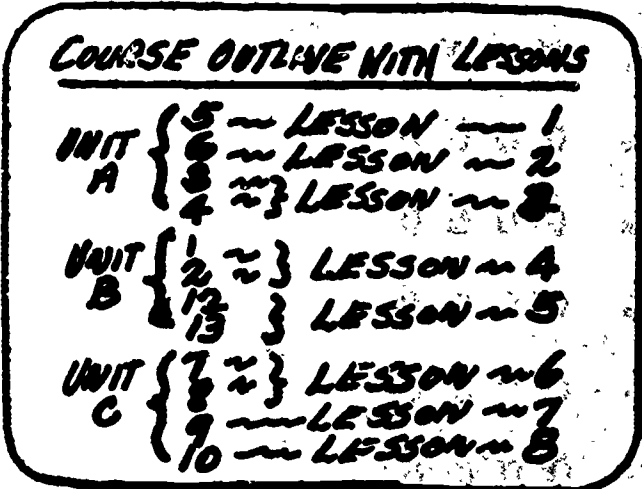 COURSE OUTLINE WITH LESSONS
UNIT A { 5 ~ LESSON — 1
6 ~ LESSON ~ 2
3 ~
4 ~ } LESSON ~ 3
UNIT B { 1 ~
2 ~ } LESSON ~ 4
12
13 } LESSON ~ 5
UNIT C { 7 ~
8 ~ } LESSON ~ 6
9 — LESSON ~ 7
10 ~ LESSON ~ 8